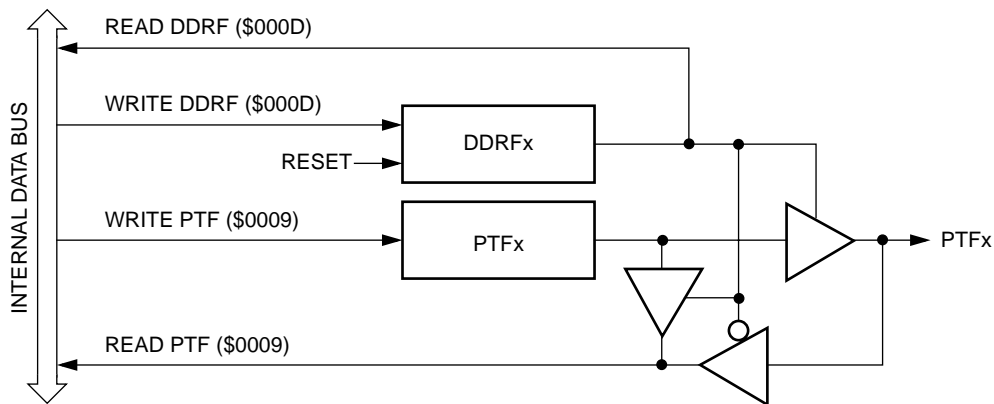 READ DDRF ($000D)
WRITE DDRF ($000D)
DDRFx
RESET
WRITE PTF ($0009)
PTFx
PTFx
READ PTF ($0009)
INTERNAL DATA BUS